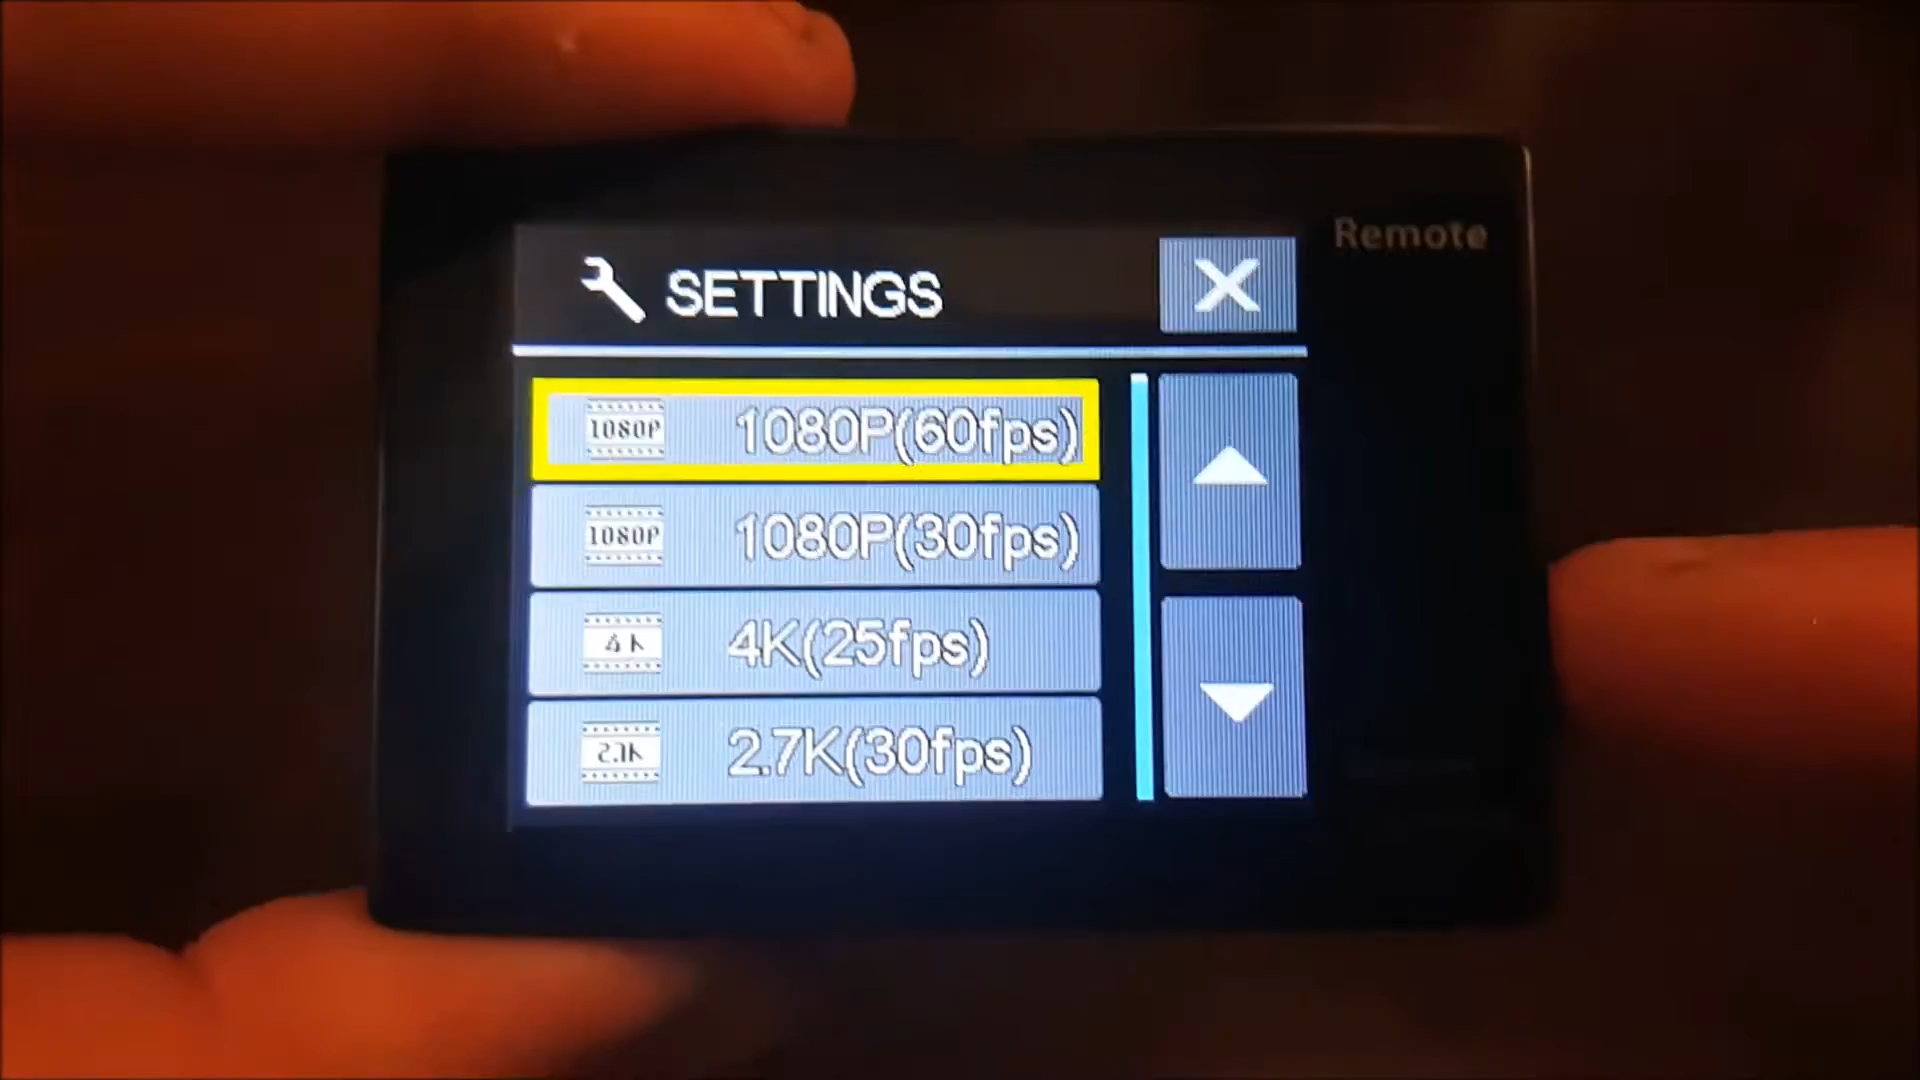 Remote
SETTINGS
1080P 1080P(60fps)
1080P 1080P(30fps)
4K 4K(25fps)
2.7K 2.7K(30fps)